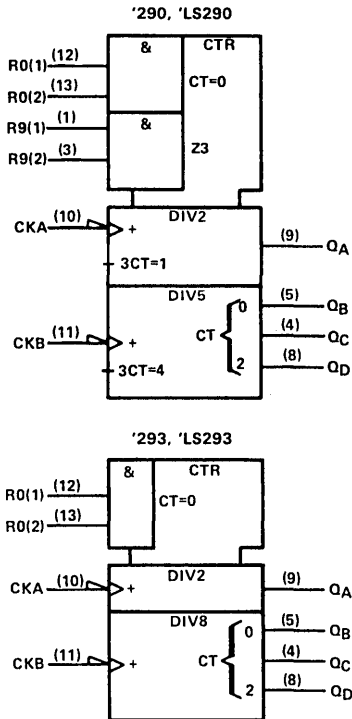 '290, 'LS290
& CTR
R0(1) (12)
CT=0
R0(2) (13)
R9(1) (1) &
Z3
R9(2) (3)
DIV2
CKA (10) +
(9) QA
3CT=1
DIV5
0 (5) QB
CKB (11) + CT (4) QC
3CT=4 2 (8) QD
'293, 'LS293
& CTR
R0(1) (12) CT=0
R0(2) (13)
DIV2
CKA (10) + (9) QA
DIV8
0 (5) QB
CKB (11) + CT (4) QC
2 (8) QD